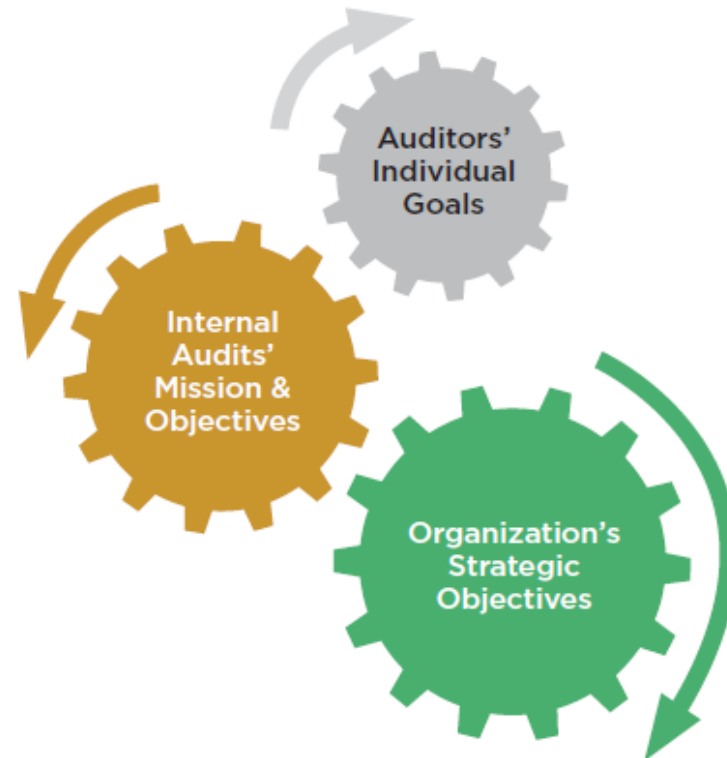 Auditors’
Individual
Goals
Internal
Audits’
Mission &
Objectives
Organization’s
Strategic
Objectives